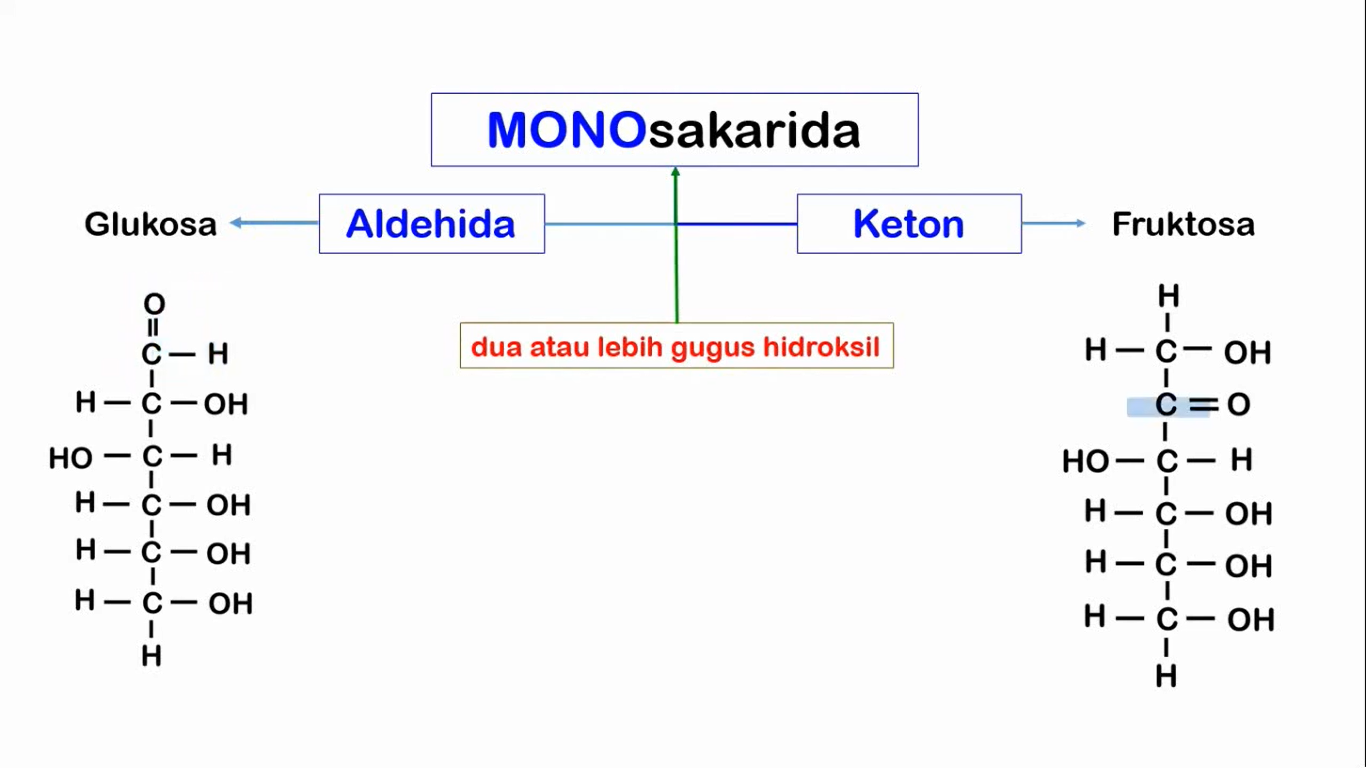 MONOsakarida
Glukosa
Aldehida
Keton
Fruktosa
dua atau lebih gugus hidroksil
O
C — H
H — C — OH
HO — C — H
H — C — OH
H — C — OH
H — C — OH
H
H
H — C — OH
C = O
HO — C — H
H — C — OH
H — C — OH
H — C — OH
H